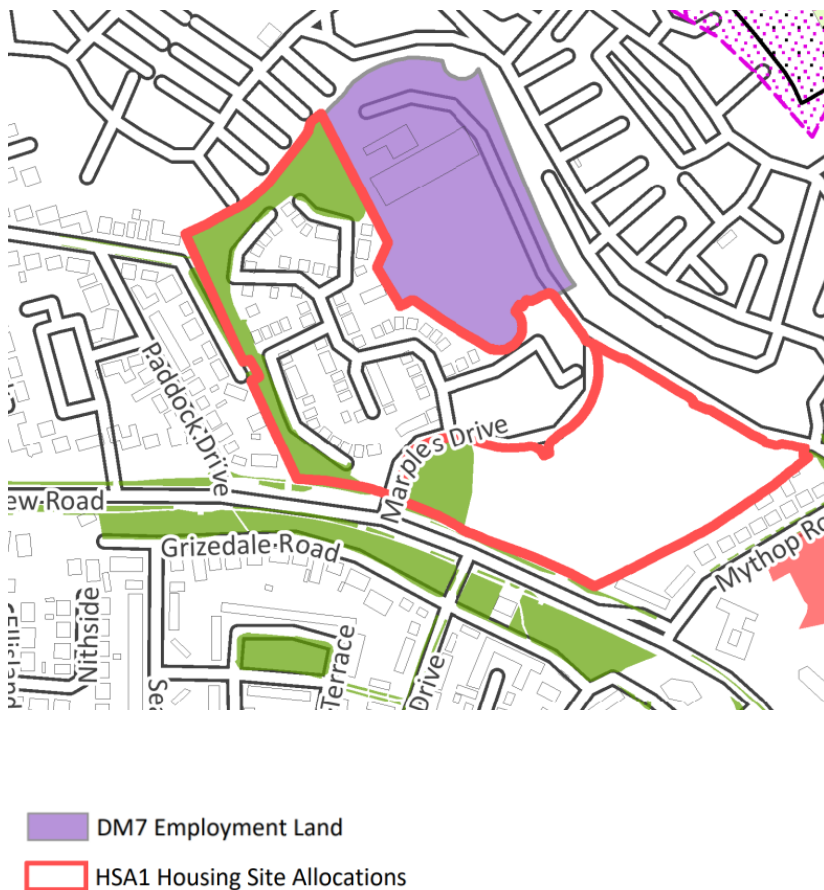 Paddock Drive
Marples Drive
ew Road
Grizedale Road
Mythop Ro
Nithside
Terrace
Drive
Se
DM7 Employment Land
HSA1 Housing Site Allocations